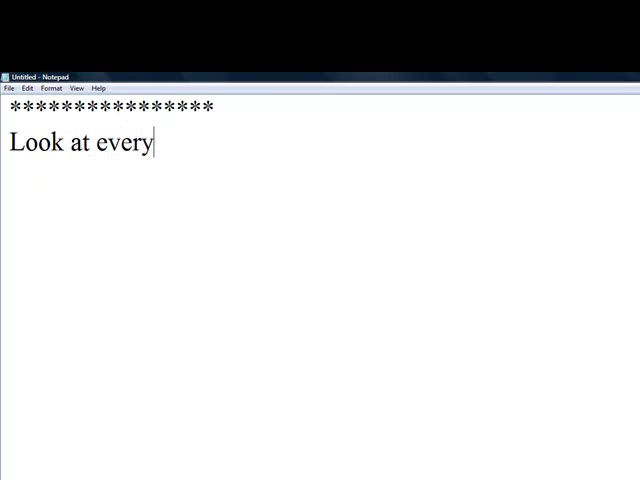 Untitled - Notepad
File Edit Format View Help
****************
Look at every